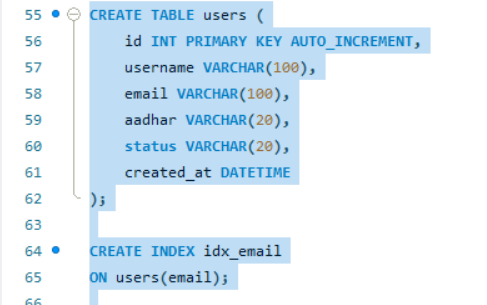 55 CREATE TABLE users (
56 id INT PRIMARY KEY AUTO_INCREMENT,
57 username VARCHAR(100),
58 email VARCHAR(100),
59 aadhar VARCHAR(20),
60 status VARCHAR(20),
61 created_at DATETIME
62 );
63
64 CREATE INDEX idx_email
65 ON users(email);
66